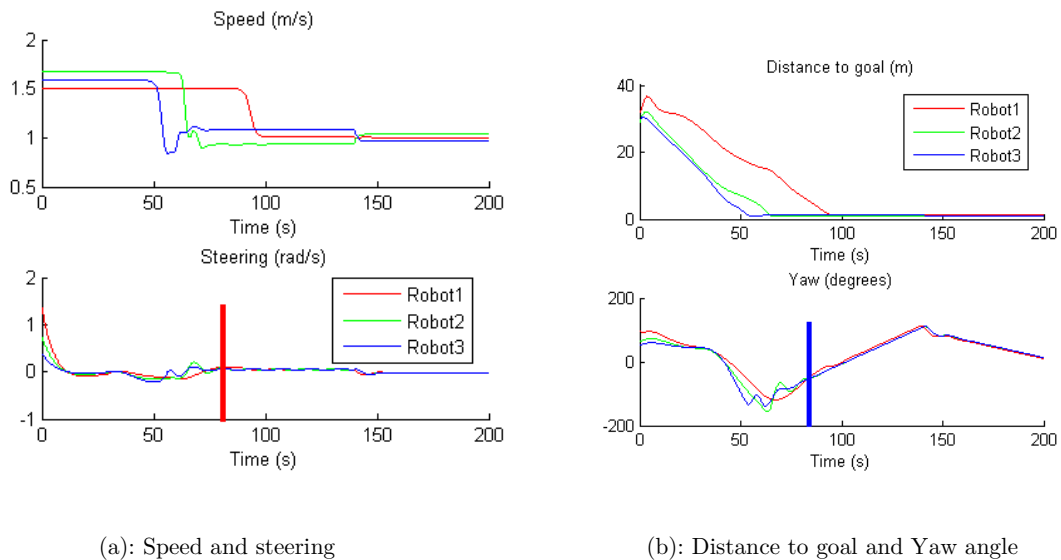 Speed (m/s)
2
1.5
1
0.5
0 50 100 150 200
Time (s)
Steering (rad/s)
2
1
0
-1
0 50 100 150 200
Time (s)
Robot1
Robot2
Robot3
Distance to goal (m)
40
20
0
0 50 100 150 200
Time (s)
Robot1
Robot2
Robot3
Yaw (degrees)
200
0
-200
0 50 100 150 200
Time (s)
(a): Speed and steering
(b): Distance to goal and Yaw angle